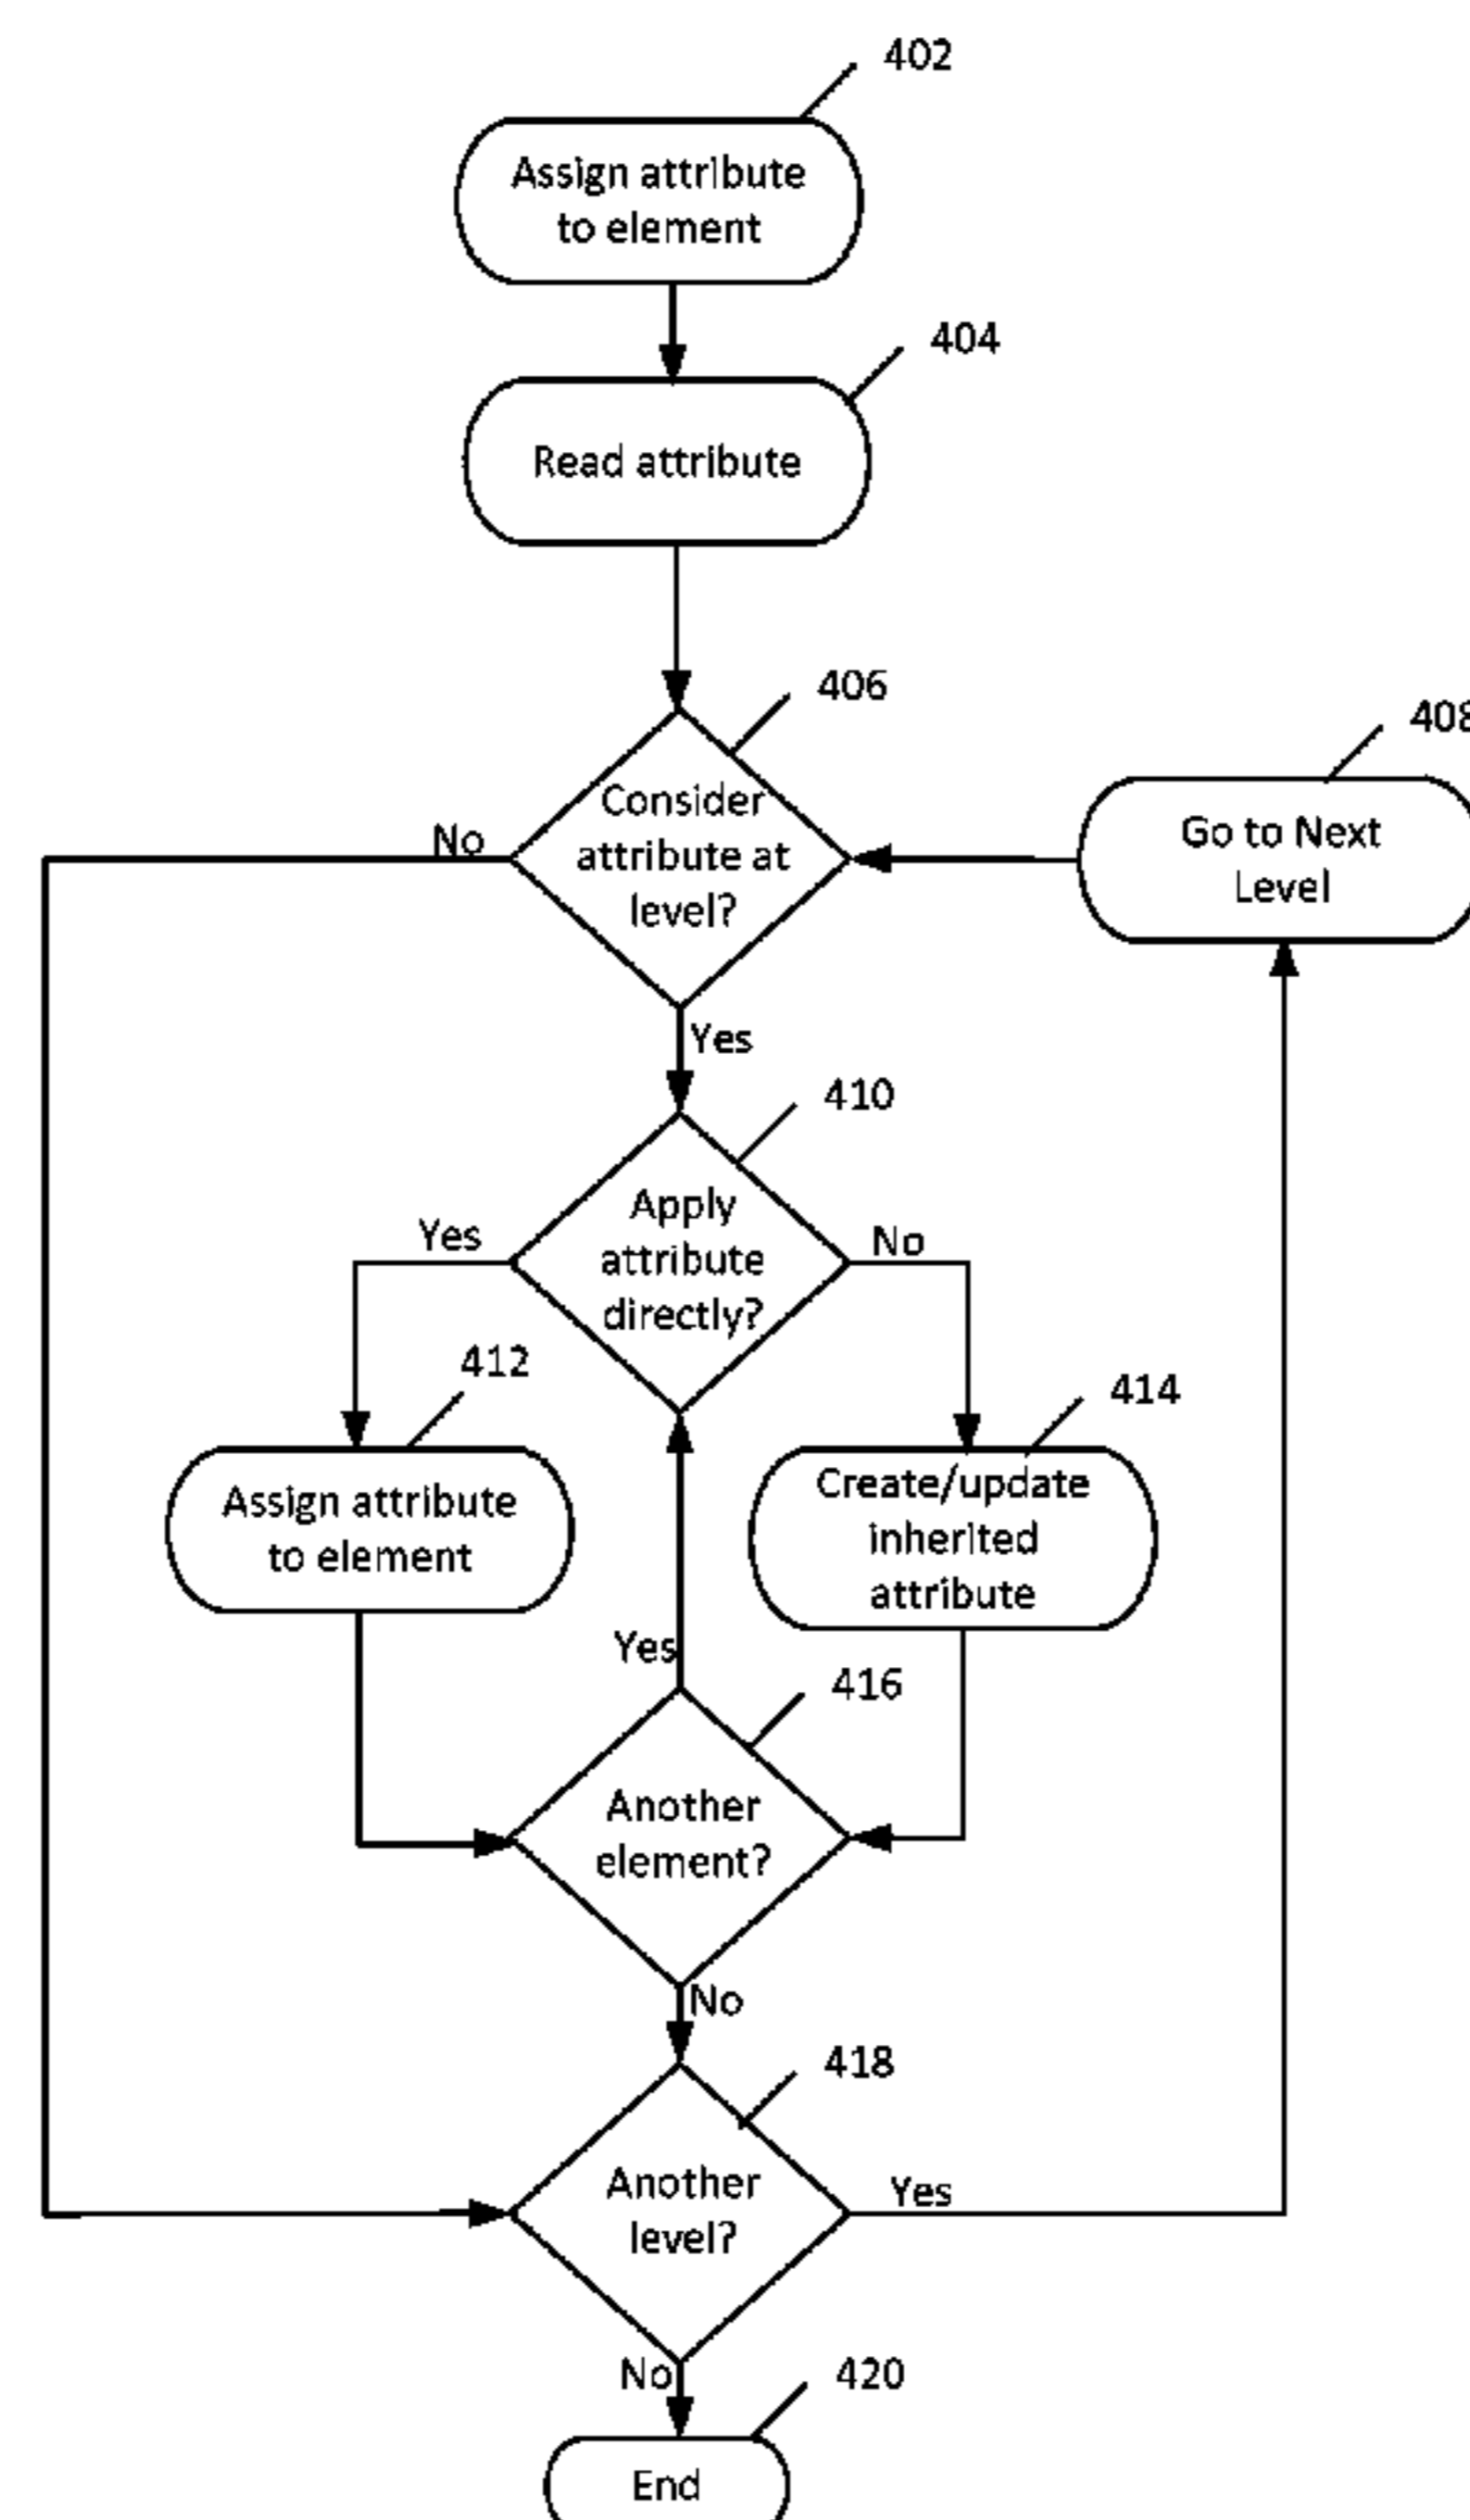 402
Assign attribute
to element
404
Read attribute
406
Consider
attribute at
level?
No
408
Go to Next
Level
Yes
410
Apply
attribute
directly?
Yes
No
412
Assign attribute
to element
414
Create/update
inherited
attribute
Yes
416
Another
element?
No
418
Another
level?
Yes
No
420
End